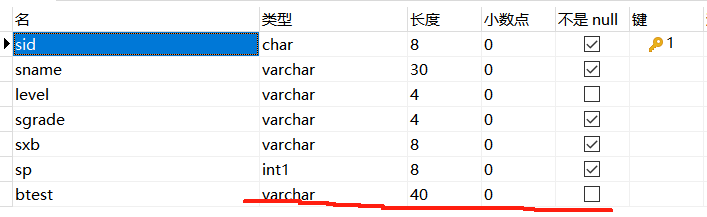 名 类型 长度 小数点 不是 null 键
sid char 8 0 1
sname varchar 30 0
level varchar 4 0
sgrade varchar 4 0
sxb varchar 8 0
sp int1 8 0
btest varchar 40 0